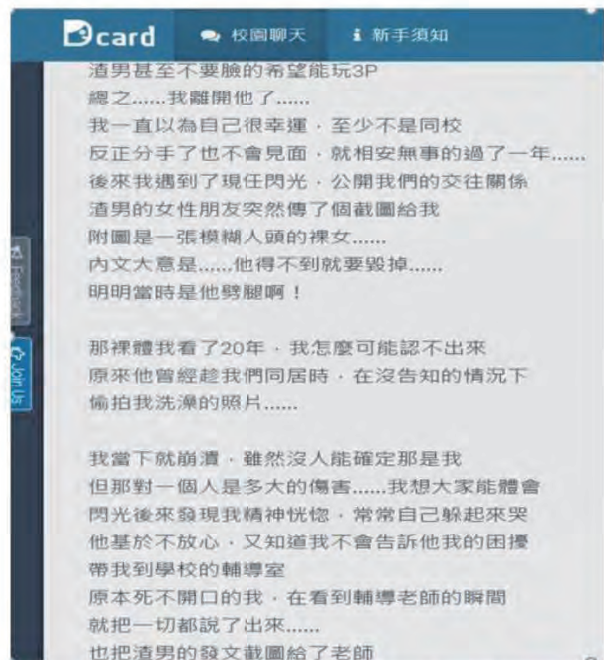 Dcard
校園聊天
新手須知
渣男甚至不要臉的希望能玩3P
總之……我離開他了……
我一直以為自己很幸運,至少不是同校
反正分手了也不會見面,就相安無事的過了一年……
後來我遇到了現任閃光,公開我們的交往關係
渣男的女性朋友突然傳了個截圖給我
附圖是一張模糊人頭的裸女……
內文大意是……他得不到就要毀掉……
明明當時是他劈腿啊!
那裸體我看了20年,我怎麼可能認不出來
原來他曾經趁我們同居時,在沒告知的情況下
偷拍我洗澡的照片……
我當下就崩潰,雖然沒人能確定那是我
但那對一個人是多大的傷害……我想大家能體會
閃光後來發現我精神恍惚,常常自己躲起來哭
他基於不放心,又知道我不會告訴他我的困擾
帶我到學校的輔導室
原本死不開口的我,在看到輔導老師的瞬間
就把一切都說了出來……
也把渣男的發文截圖給了老師
Feedback
Join Us